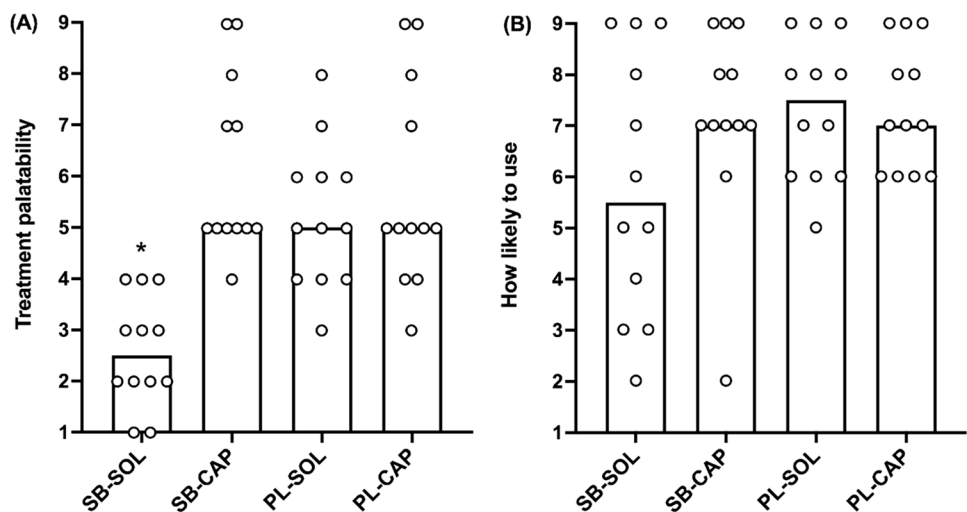 (A)
Treatment palatability
9
8
7
6
5
4
3
2
1
*
SB-SOL
SB-CAP
PL-SOL
PL-CAP
(B)
How likely to use
9
8
7
6
5
4
3
2
1
SB-SOL
SB-CAP
PL-SOL
PL-CAP